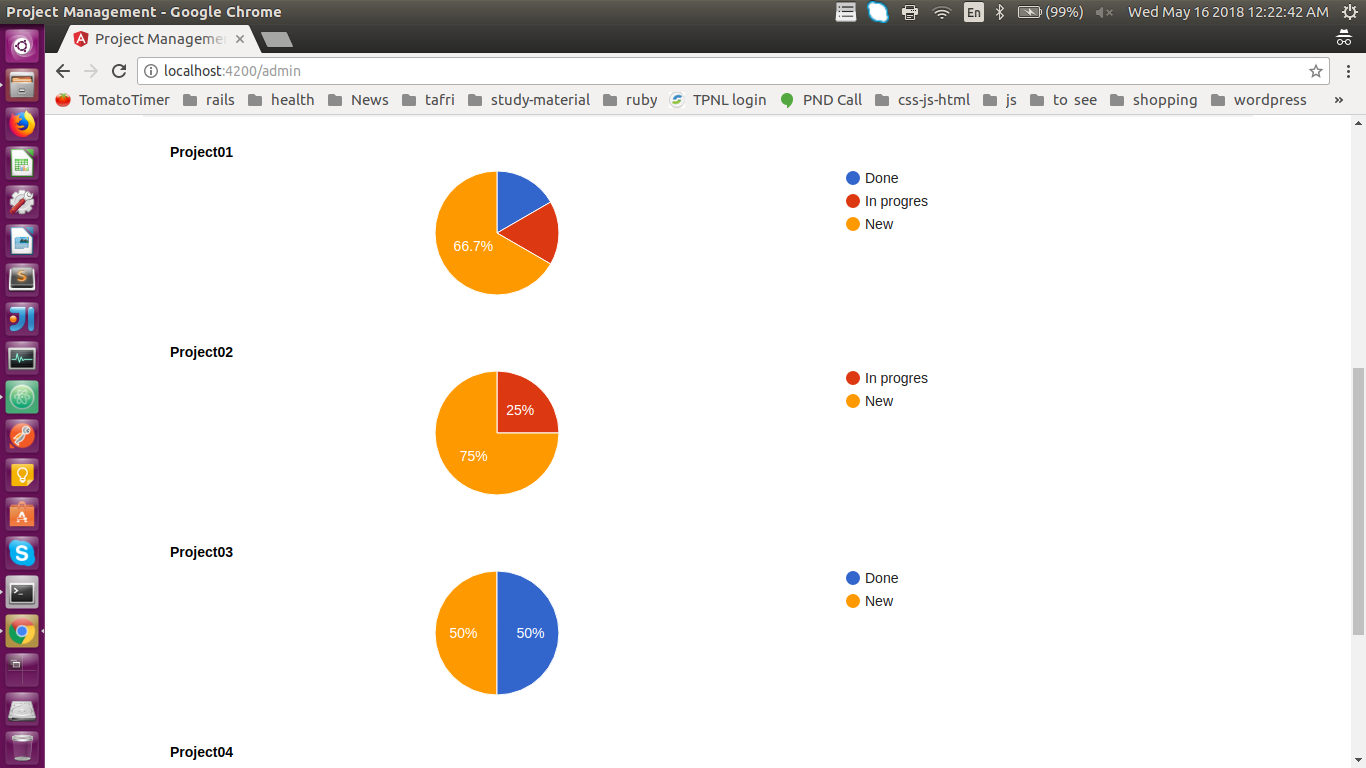 Project Management - Google Chrome
En
(99%)
Wed May 16 2018 12:22:42 AM
Project Manageme
localhost:4200/admin
TomatoTimer rails health News tafri study-material ruby TPNL login PND Call css-js-html js to see shopping wordpress »
Project01
Done
In progres
New
66.7%
Project02
In progres
New
25%
75%
Project03
Done
New
50% 50%
Project04